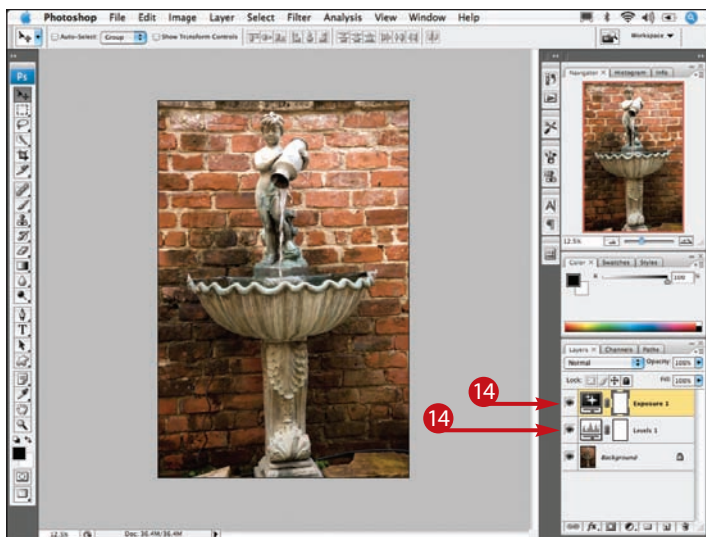 Photoshop File Edit Image Layer Select Filter Analysis View Window Help
Auto-Select: Group Show Transform Controls Workspace
Ps
Navigator × Histogram Info
12.5%
Color × Swatches Styles
K 100 %
Layers × Channels Paths
Normal Opacity: 100%
Lock: Fill: 100%
14 Exposure 1
14 Levels 1
Background
12.5% Doc: 36.4M/36.4M